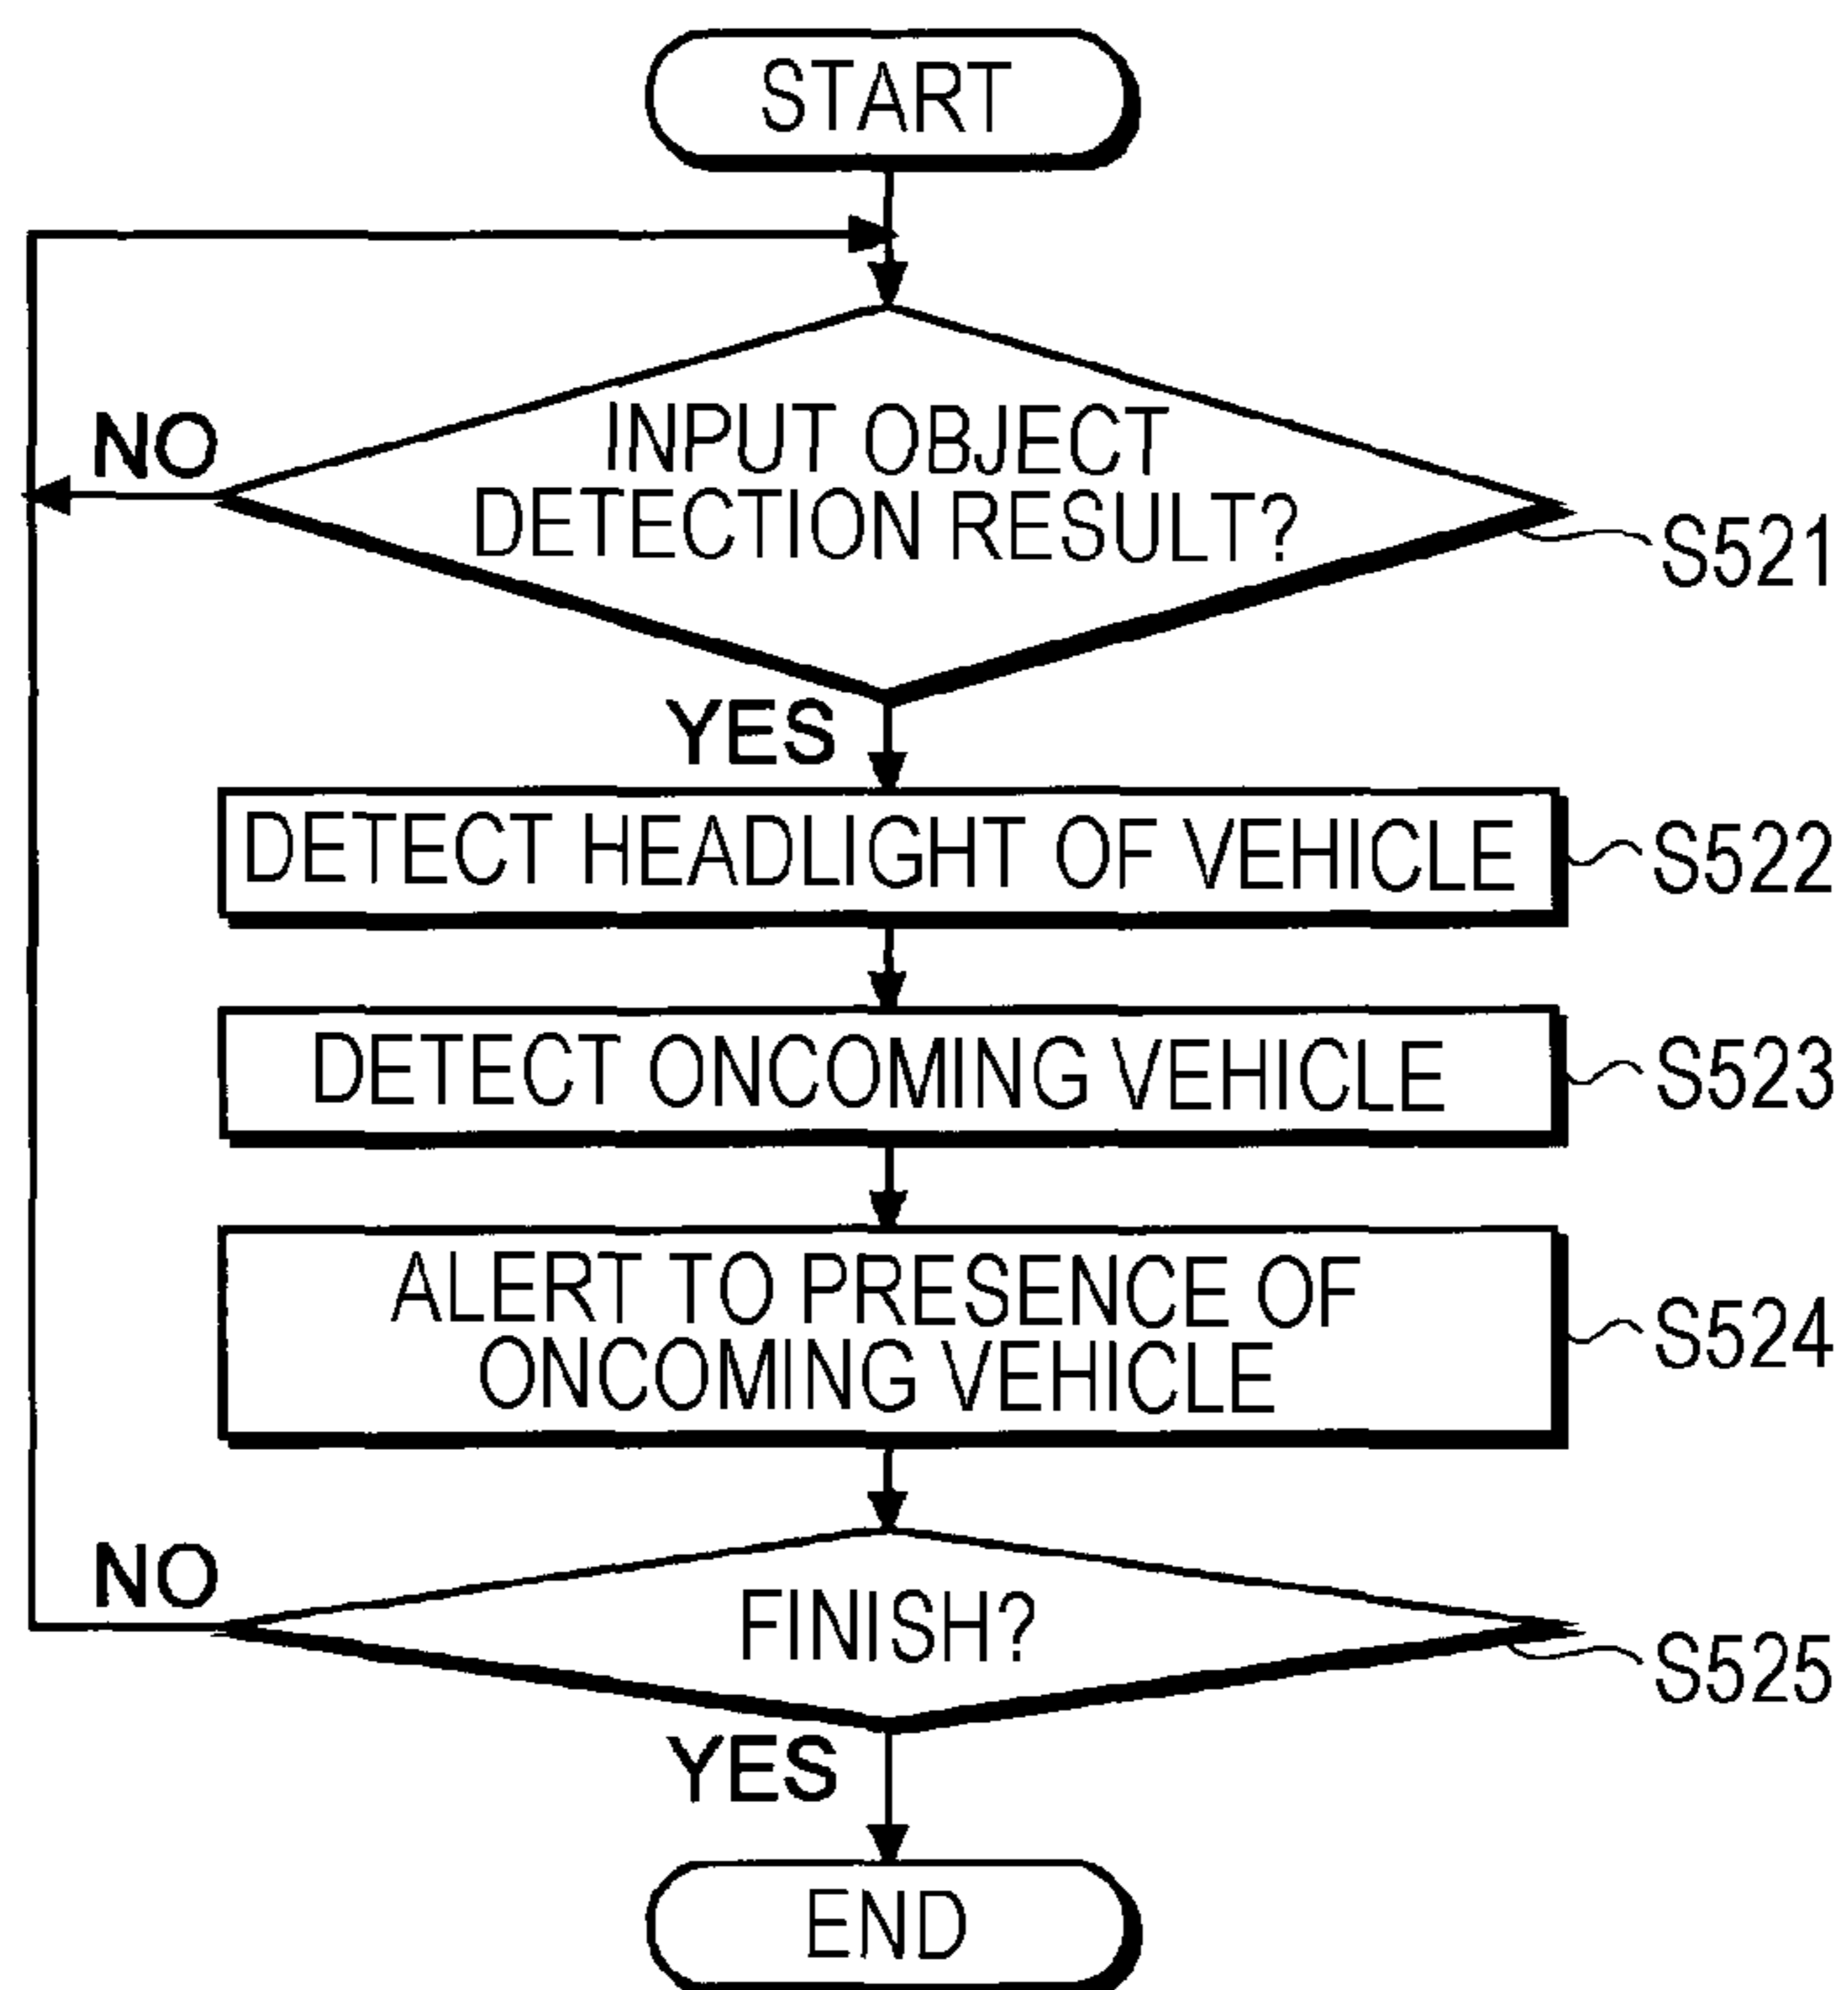 START
NO
INPUT OBJECT
DETECTION RESULT?
S521
YES
DETECT HEADLIGHT OF VEHICLE
S522
DETECT ONCOMING VEHICLE
S523
ALERT TO PRESENCE OF
ONCOMING VEHICLE
S524
NO
FINISH?
S525
YES
END